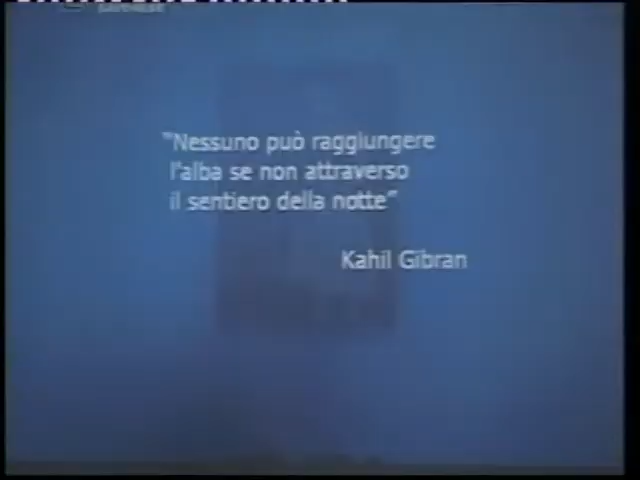 "Nessuno può raggiungere
l'alba se non attraverso
il sentiero della notte"
Kahil Gibran